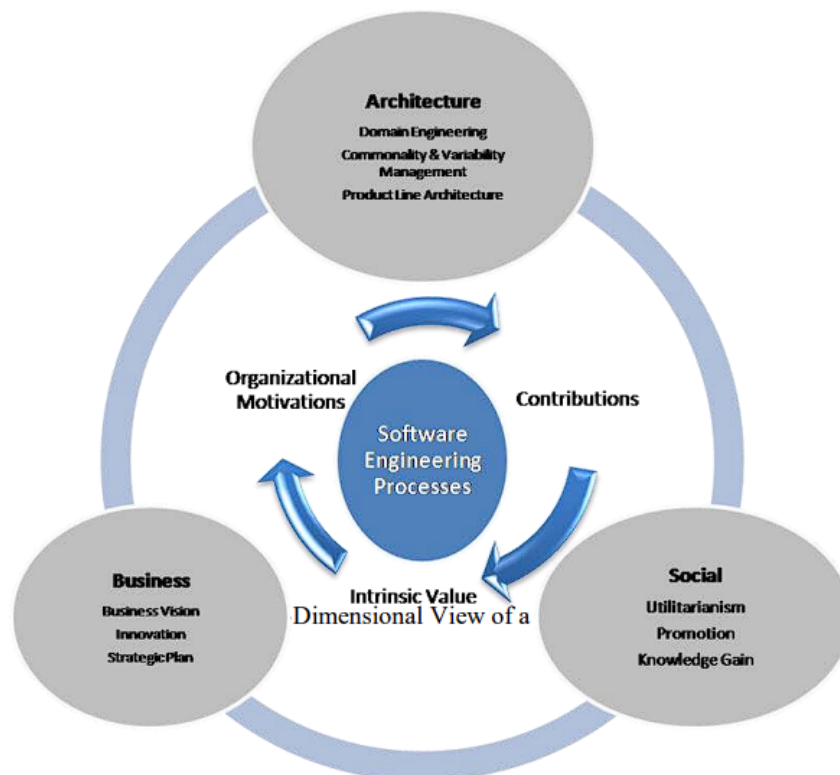 Architecture
Domain Engineering
Commonality & Variability
Management
Product Line Architecture
Organizational
Motivations
Contributions
Software
Engineering
Processes
Business
Business Vision
Innovation
Strategic Plan
Intrinsic Value
Dimensional View of a
Social
Utilitarianism
Promotion
Knowledge Gain